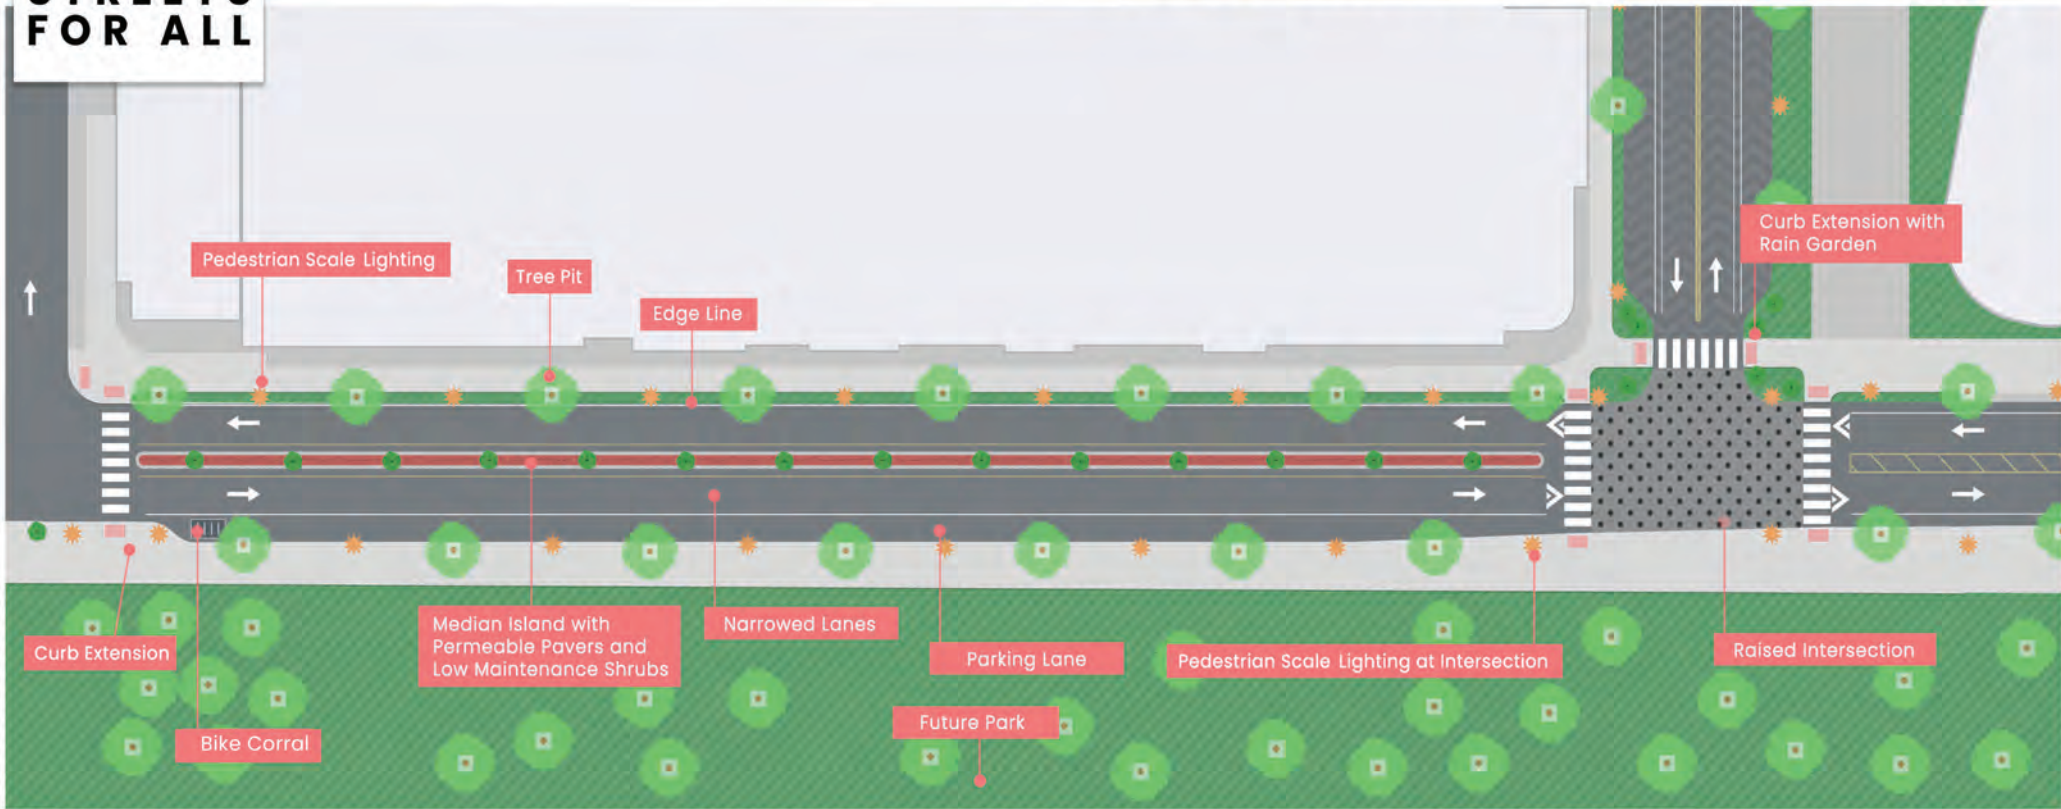 FOR ALL
Curb Extension with
Rain Garden
Pedestrian Scale Lighting
Tree Pit
Edge Line
Median Island with
Permeable Pavers and
Low Maintenance Shrubs
Narrowed Lanes
Curb Extension
Parking Lane
Pedestrian Scale Lighting at Intersection
Raised Intersection
Future Park
Bike Corral